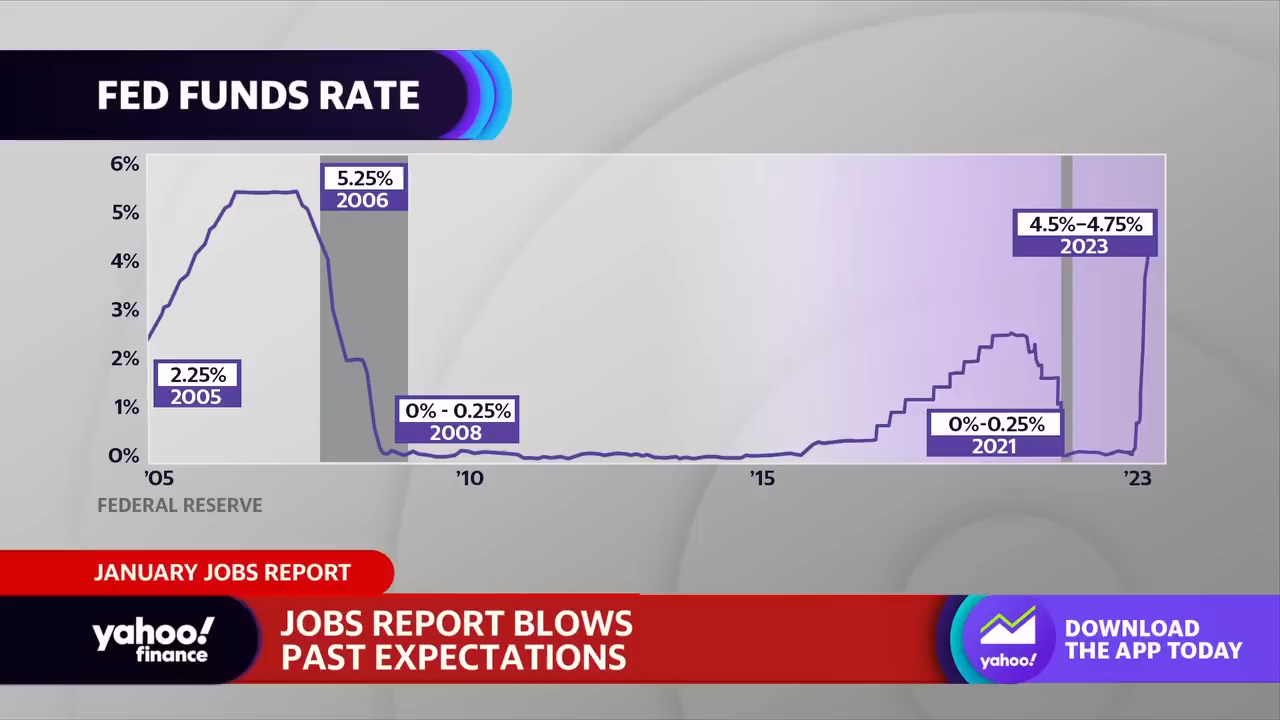 FED FUNDS RATE
6%
5%
4%
3%
2%
1%
0%
5.25%
2006
4.5%–4.75%
2023
2.25%
2005
0% - 0.25%
2008
0%-0.25%
2021
'05
'10
'15
'23
FEDERAL RESERVE
JANUARY JOBS REPORT
yahoo!
finance
JOBS REPORT BLOWS
PAST EXPECTATIONS
yahoo!
DOWNLOAD
THE APP TODAY